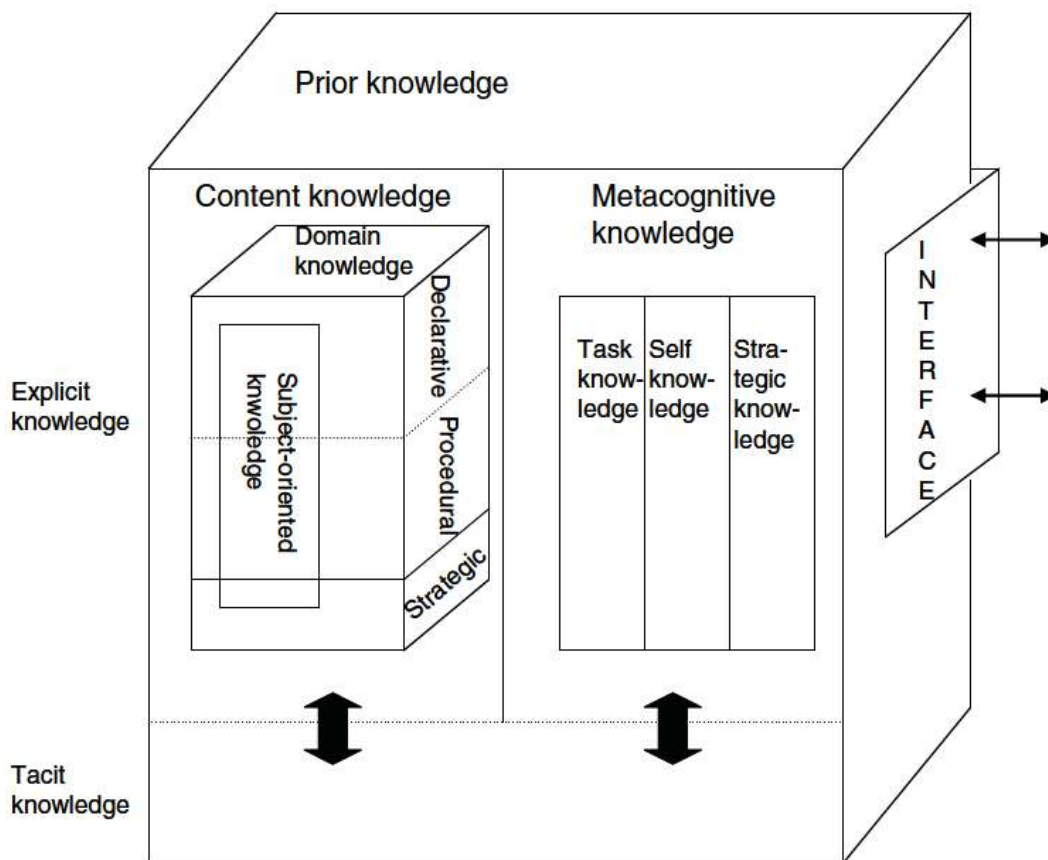 Prior knowledge
Content knowledge
Metacognitive
knowledge
Domain
knowledge
Declarative
Procedural
Strategic
Subject-oriented
knwoledge
Task
know-
ledge
Self
know-
ledge
Stra-
tegic
know-
ledge
INTERFACE
Explicit
knowledge
Tacit
knowledge